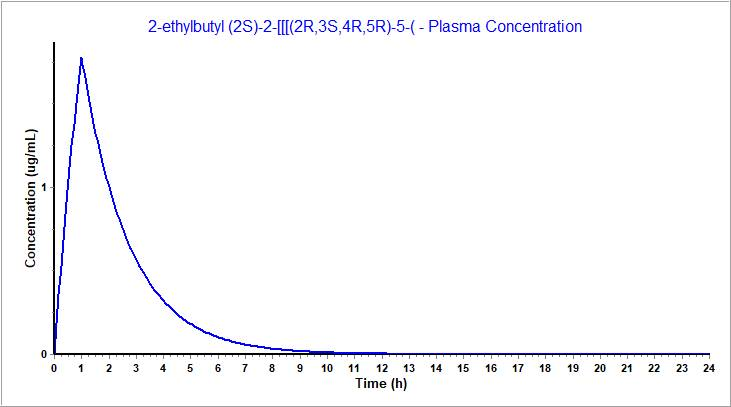 2-ethylbutyl (2S)-2-[[[(2R,3S,4R,5R)-5-( - Plasma Concentration
Concentration (ug/mL)
1
0
0 1 2 3 4 5 6 7 8 9 10 11 12 13 14 15 16 17 18 19 20 21 22 23 24
Time (h)